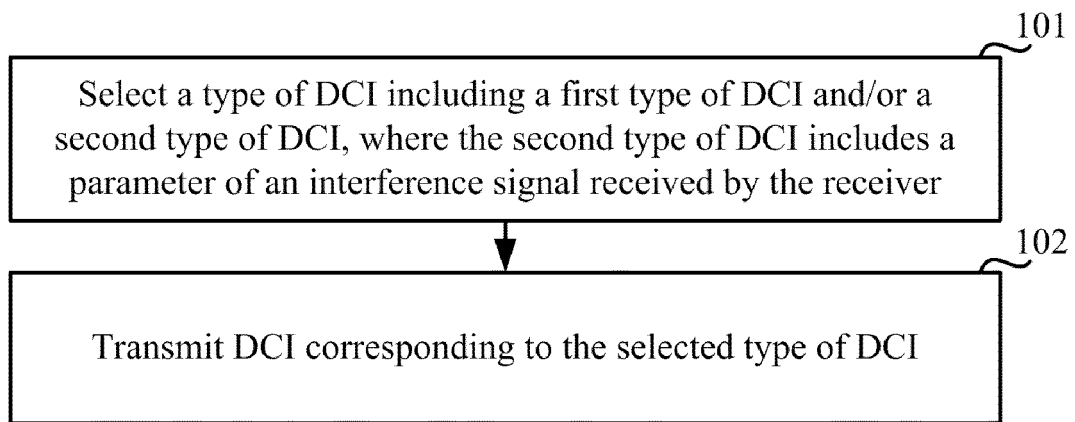 101
Select a type of DCI including a first type of DCI and/or a
second type of DCI, where the second type of DCI includes a
parameter of an interference signal received by the receiver
102
Transmit DCI corresponding to the selected type of DCI